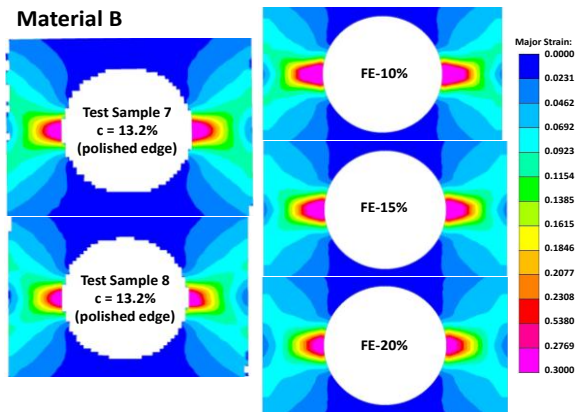 Material B
Test Sample 7
c = 13.2%
(polished edge)
Test Sample 8
c = 13.2%
(polished edge)
FE-10%
FE-15%
FE-20%
Major Strain:
0.0000
0.0231
0.0462
0.0692
0.0923
0.1154
0.1385
0.1615
0.1846
0.2077
0.2308
0.5380
0.2769
0.3000